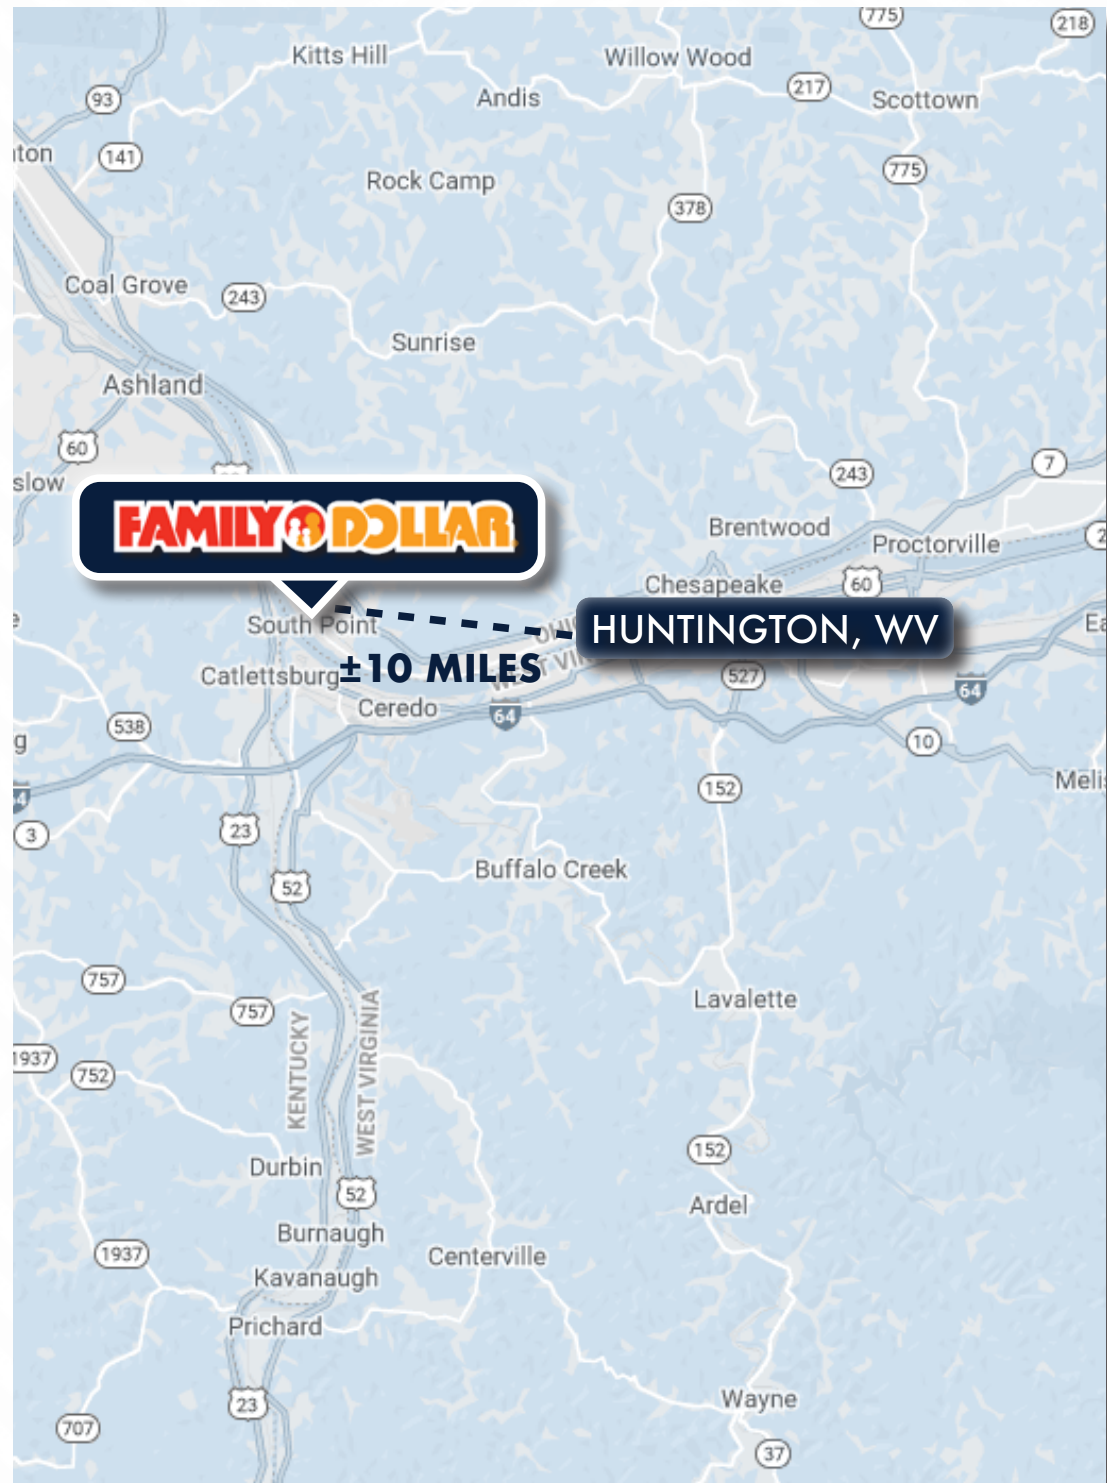 775
218
Kitts Hill
Willow Wood
217
Andis
Scottown
93
141
775
Rock Camp
378
Coal Grove
243
Sunrise
Ashland
60
7
243
FAMILY DOLLAR
Brentwood
Proctorville
Chesapeake
60
South Point
HUNTINGTON, WV
±10 MILES
Catlettsburg
527
64
Ceredo
64
538
10
152
23
3
Buffalo Creek
52
757
757
Lavalette
KENTUCKY
WEST VIRGINIA
1937
752
152
Durbin
52
Ardel
Burnaugh
1937
Centerville
Kavanaugh
Prichard
Wayne
23
707
37